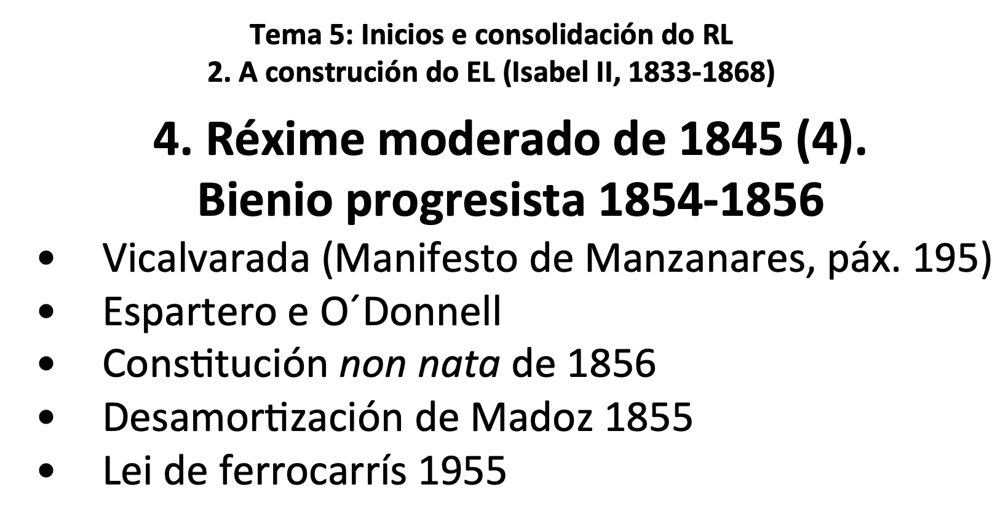 Tema 5: Inicios e consolidación do RL
2. A construción do EL (Isabel II, 1833-1868)
4. Réxime moderado de 1845 (4).
Bienio progresista 1854-1856
• Vicalvarada (Manifesto de Manzanares, páx. 195)
• Espartero e O´Donnell
• Constitución non nata de 1856
• Desamortización de Madoz 1855
• Lei de ferrocarrís 1955